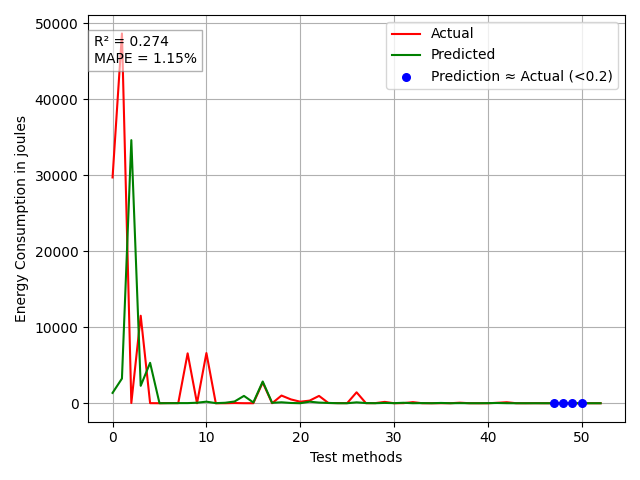 R² = 0.274
MAPE = 1.15%
Actual
Predicted
Prediction ≈ Actual (<0.2)
50000
40000
30000
20000
10000
0
Energy Consumption in joules
0 10 20 30 40 50
Test methods